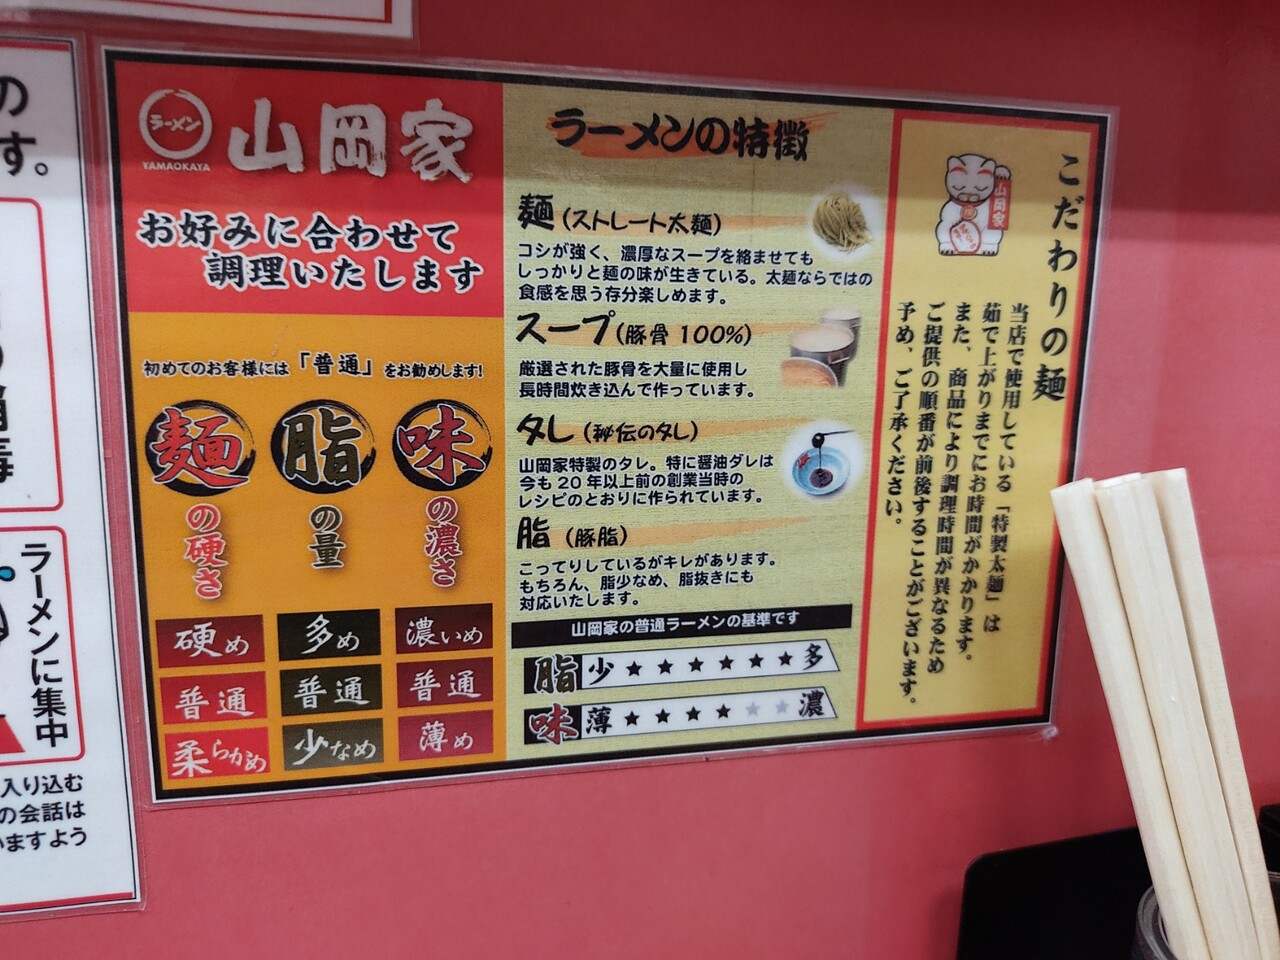 の
す。
ラーメンに集中
入り込む
の会話は
いますよう
ラーメン
YAMAOKAYA
山岡家
お好みに合わせて
調理いたします
初めてのお客様には「普通」をお勧めします!
麺の硬さ
脂の量
味の濃さ
硬め
多め
濃いめ
普通
普通
普通
柔らかめ
少なめ
薄め
ラーメンの特徴
麺(ストレート太麺)
コシが強く、濃厚なスープを絡ませても
しっかりと麺の味が生きている。太麺ならではの
食感を思う存分楽しめます。
スープ(豚骨 100%)
厳選された豚骨を大量に使用し
長時間炊き込んで作っています。
タレ(秘伝のタレ)
山岡家特製のタレ。特に醤油ダレは
今も 20 年以上前の創業当時の
レシピのとおりに作られています。
脂(豚脂)
こってりしているがキレがあります。
もちろん、脂少なめ、脂抜きにも
対応いたします。
山岡家の普通ラーメンの基準です
脂 少 ★ ★ ★ ★ ★ ★ 多
味 薄 ★ ★ ★ ★ ★ ★ 濃
山岡家
こだわりの麺
当店で使用している「特製太麺」は
茹で上がりまでにお時間がかかります。
また、商品により調理時間が異なるため
ご提供の順番が前後することがございます。
予め、ご了承ください。